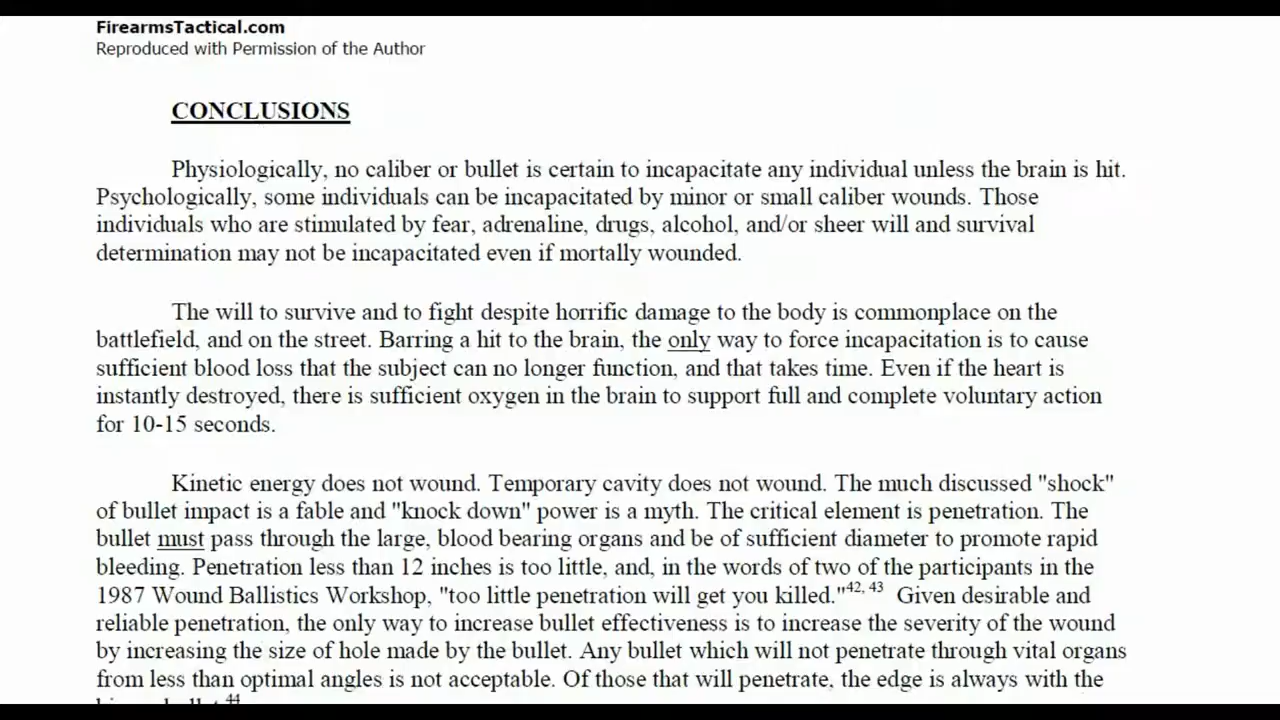 FirearmsTactical.com
Reproduced with Permission of the Author
CONCLUSIONS
Physiologically, no caliber or bullet is certain to incapacitate any individual unless the brain is hit.
Psychologically, some individuals can be incapacitated by minor or small caliber wounds. Those
individuals who are stimulated by fear, adrenaline, drugs, alcohol, and/or sheer will and survival
determination may not be incapacitated even if mortally wounded.
The will to survive and to fight despite horrific damage to the body is commonplace on the
battlefield, and on the street. Barring a hit to the brain, the only way to force incapacitation is to cause
sufficient blood loss that the subject can no longer function, and that takes time. Even if the heart is
instantly destroyed, there is sufficient oxygen in the brain to support full and complete voluntary action
for 10-15 seconds.
Kinetic energy does not wound. Temporary cavity does not wound. The much discussed "shock"
of bullet impact is a fable and "knock down" power is a myth. The critical element is penetration. The
bullet must pass through the large, blood bearing organs and be of sufficient diameter to promote rapid
bleeding. Penetration less than 12 inches is too little, and, in the words of two of the participants in the
1987 Wound Ballistics Workshop, "too little penetration will get you killed."42, 43 Given desirable and
reliable penetration, the only way to increase bullet effectiveness is to increase the severity of the wound
by increasing the size of hole made by the bullet. Any bullet which will not penetrate through vital organs
from less than optimal angles is not acceptable. Of those that will penetrate, the edge is always with the
44